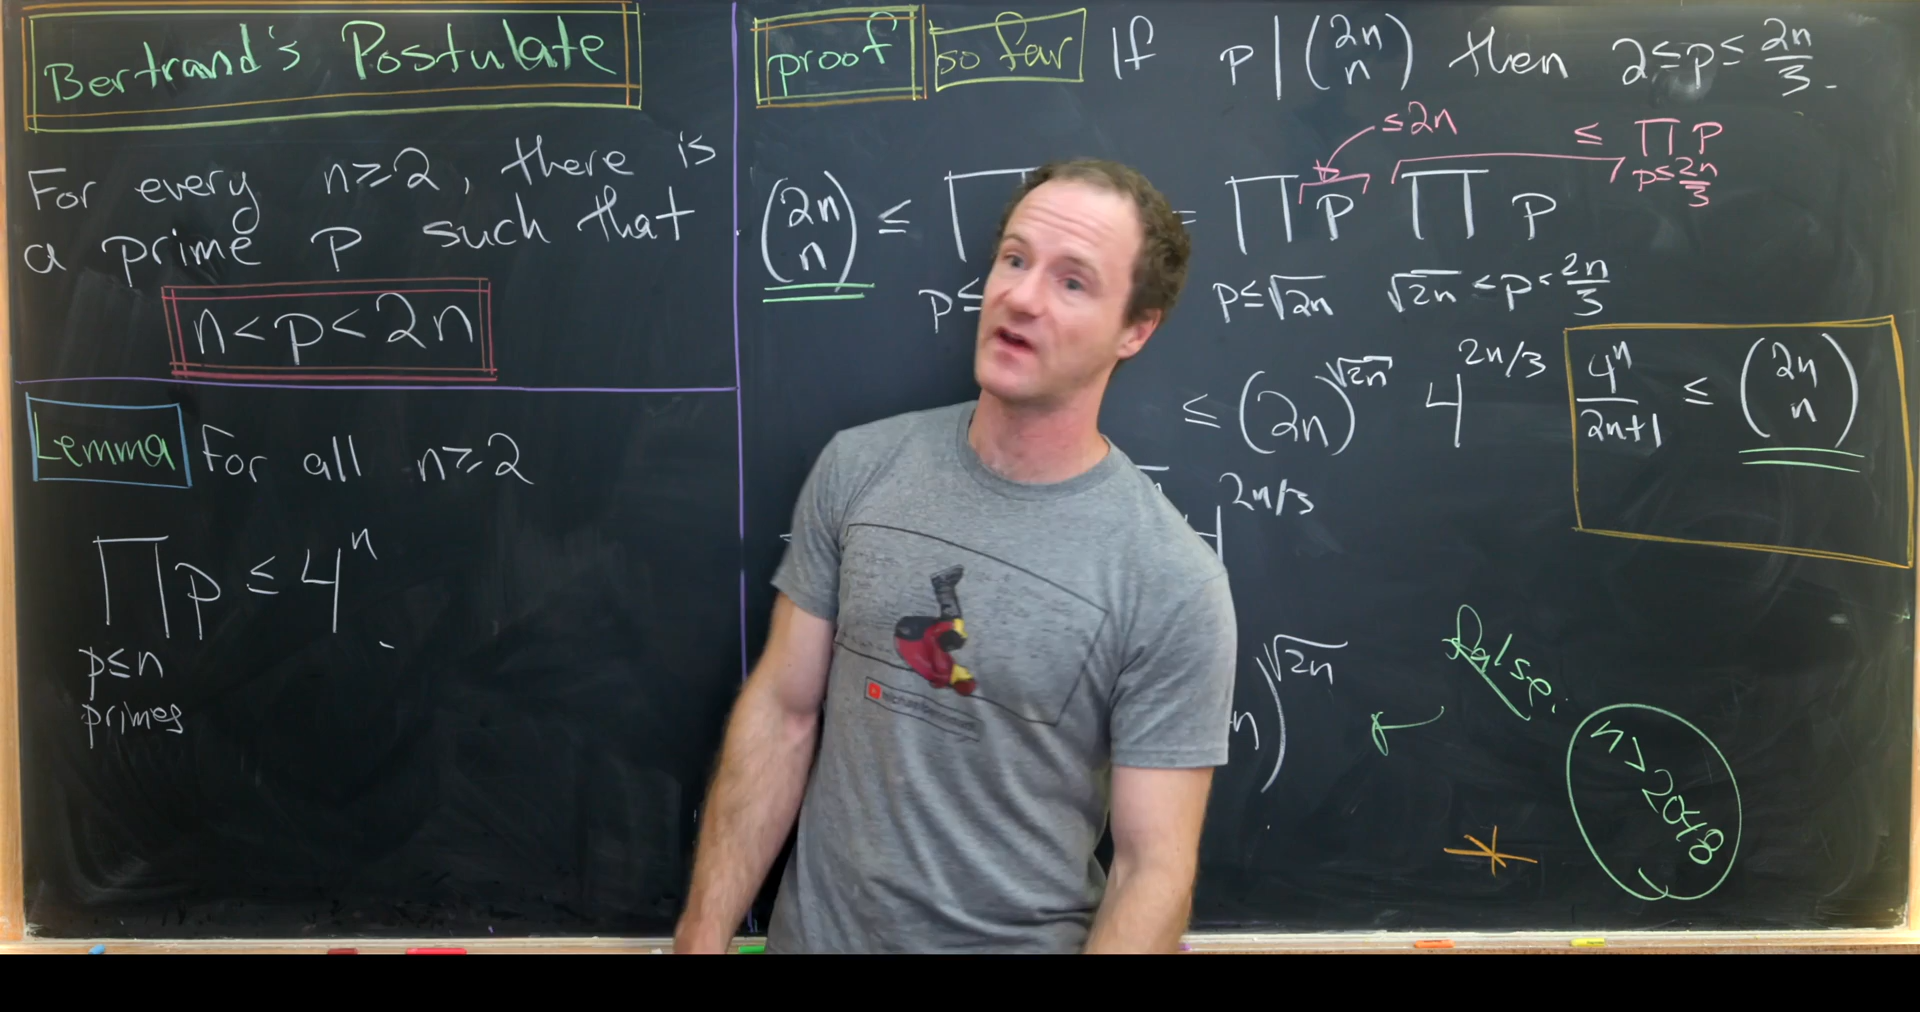 Bertrand's Postulate
For every n≥2, there is
a prime p such that
n<p<2n
Lemma For all n≥2
∏ p ≤ 4^n
p≤n
primes
proof so far If p | (2n n) then 2≤p≤ 2n/3.
≤2n ≤ ∏ p
p≤ 2n/3
(2n n) ≤ ∏ = ∏ p ∏ p
p≤ p≤√2n √2n <p< 2n/3
≤ (2n)^√2n 4^2n/3
4^n/2n+1 ≤ (2n n)
2n/3
n)^√2n
false.
n>2048